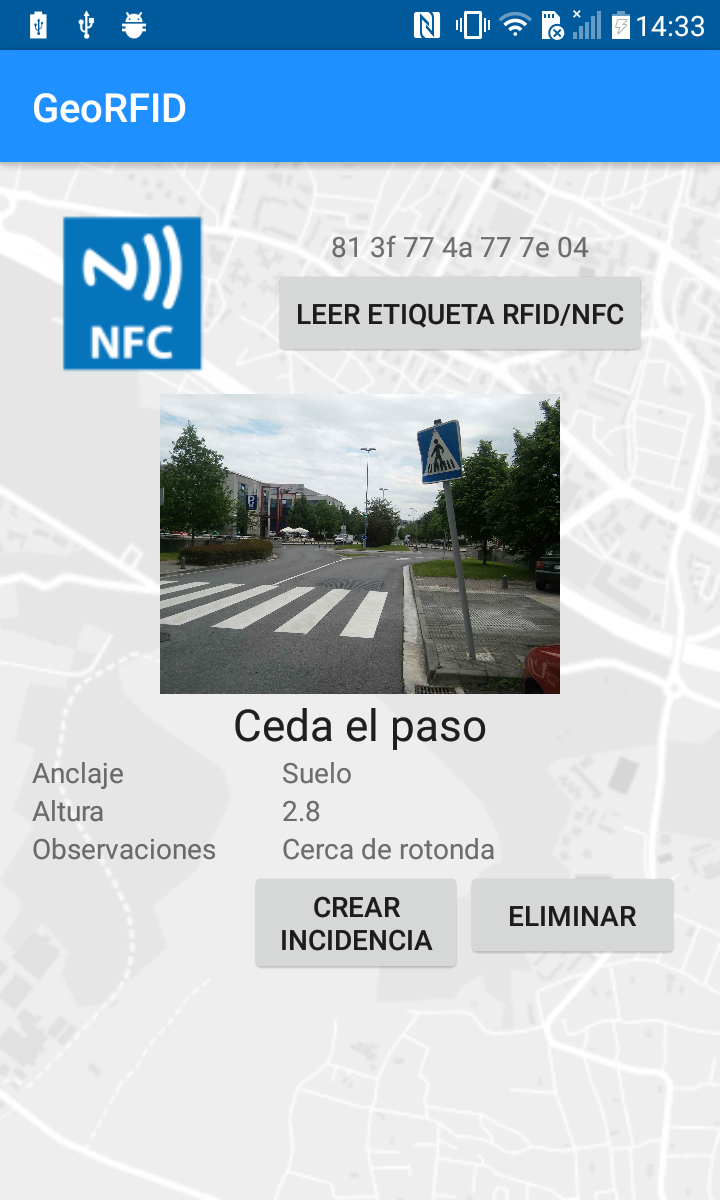 14:33
GeoRFID
81 3f 77 4a 77 7e 04
NFC
LEER ETIQUETA RFID/NFC
P
Ceda el paso
Anclaje Suelo
Altura 2.8
Observaciones Cerca de rotonda
CREAR
INCIDENCIA
ELIMINAR